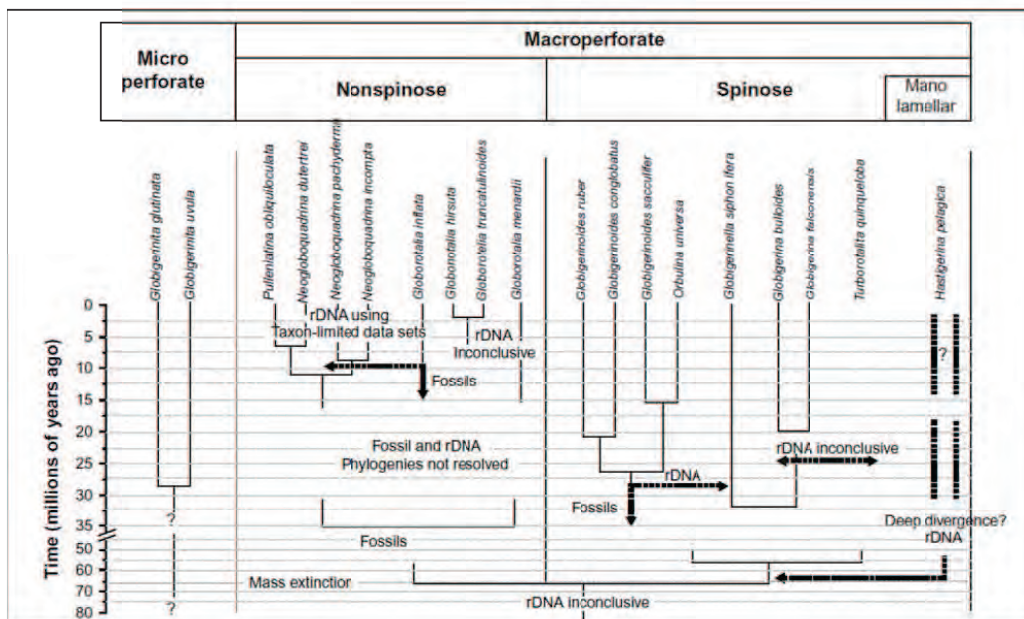 Micro
perforate
Macroperforate
Nonspinose
Spinose
Mano
lamellar
Globigerinita glutinata
Globigerinita uvula
Pulleniatina obliquiloculata
Neogloboquadrina dutertrei
Neogloboquadrina pachyderma
Neogloboquadrina incompta
Globorotalia inflata
Globorotalia hirsuta
Globorotelia truncatulinoides
Globorotalia menardii
Globigerinoides ruber
Globigerinoides conglobatus
Globigerinoides sacculifer
Orbulina universa
Globigerinella siphon ifera
Globigerina bulloides
Globigerina falconensis
Turborotalita quinqueloba
Hastigerina pelagica
Time (millions of years ago)
0
5
10
15
20
25
30
35
50
65
70
80
rDNA using
Taxon-limited data sets
rDNA
Inconclusive
Fossils
?
Fossil and rDNA
Phylogenies not resolved
rDNA inconclusive
rDNA
Fossils
?
Deep divergence?
rDNA
Fossils
Mass extinction
?
rDNA inconclusive